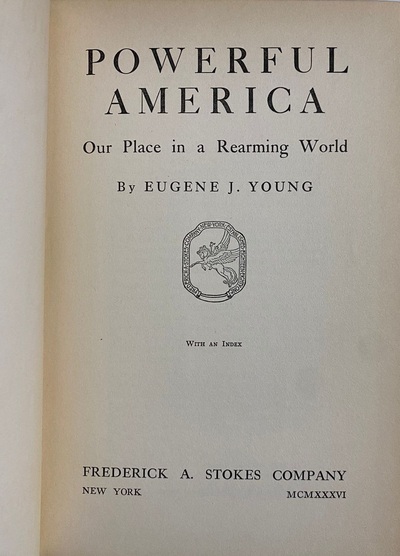 POWERFUL
AMERICA
Our Place in a Rearming World
By EUGENE J. YOUNG
WITH AN INDEX
FREDERICK A. STOKES COMPANY
NEW YORK MCMXXXVI